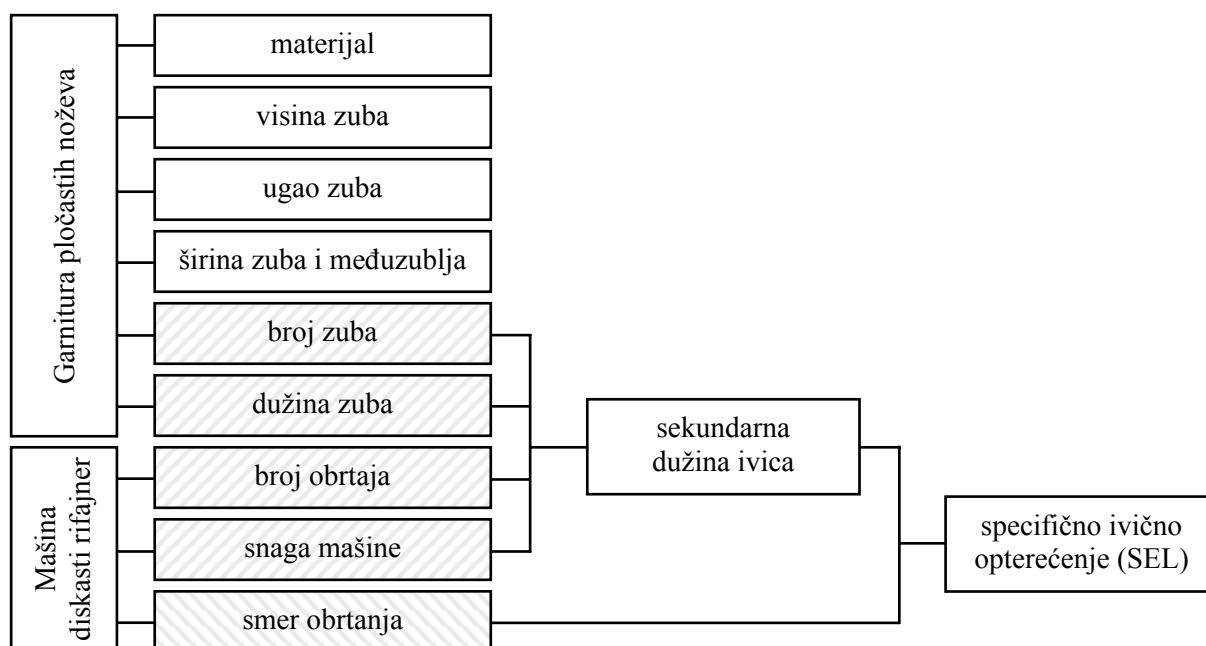 Garnitura pločastih noževa
materijal
visina zuba
ugao zuba
širina zuba i međuzublja
broj zuba
dužina zuba
Mašina
diskasti rifajner
broj obrtaja
snaga mašine
smer obrtanja
sekundarna
dužina ivica
specifično ivično
opterećenje (SEL)